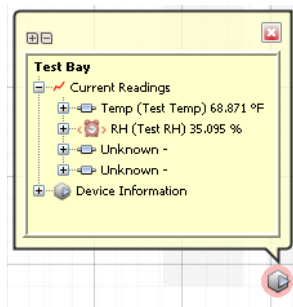 Test Bay
Current Readings
Temp (Test Temp) 68.871 °F
RH (Test RH) 35.095 %
Unknown -
Unknown -
Device Information